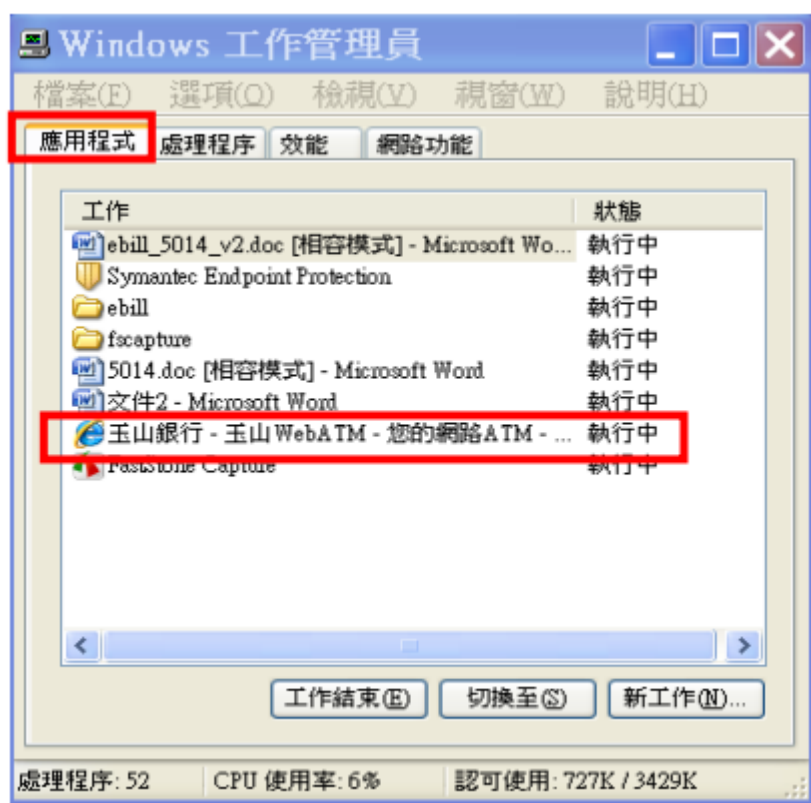 Windows 工作管理員
檔案(F) 選項(O) 檢視(V) 視窗(W) 說明(H)
應用程式 處理程序 效能 網路功能
工作 狀態
ebill_5014_v2.doc [相容模式] - Microsoft Wo... 執行中
Symantec Endpoint Protection 執行中
ebill 執行中
fscapture 執行中
5014.doc [相容模式] - Microsoft Word 執行中
文件2 - Microsoft Word 執行中
玉山銀行 - 玉山 WebATM - 您的網路ATM - ... 執行中
FastStone Capture 執行中
工作結束(E) 切換至(S) 新工作(N)...
處理程序: 52 CPU 使用率: 6% 認可使用: 727K / 3429K